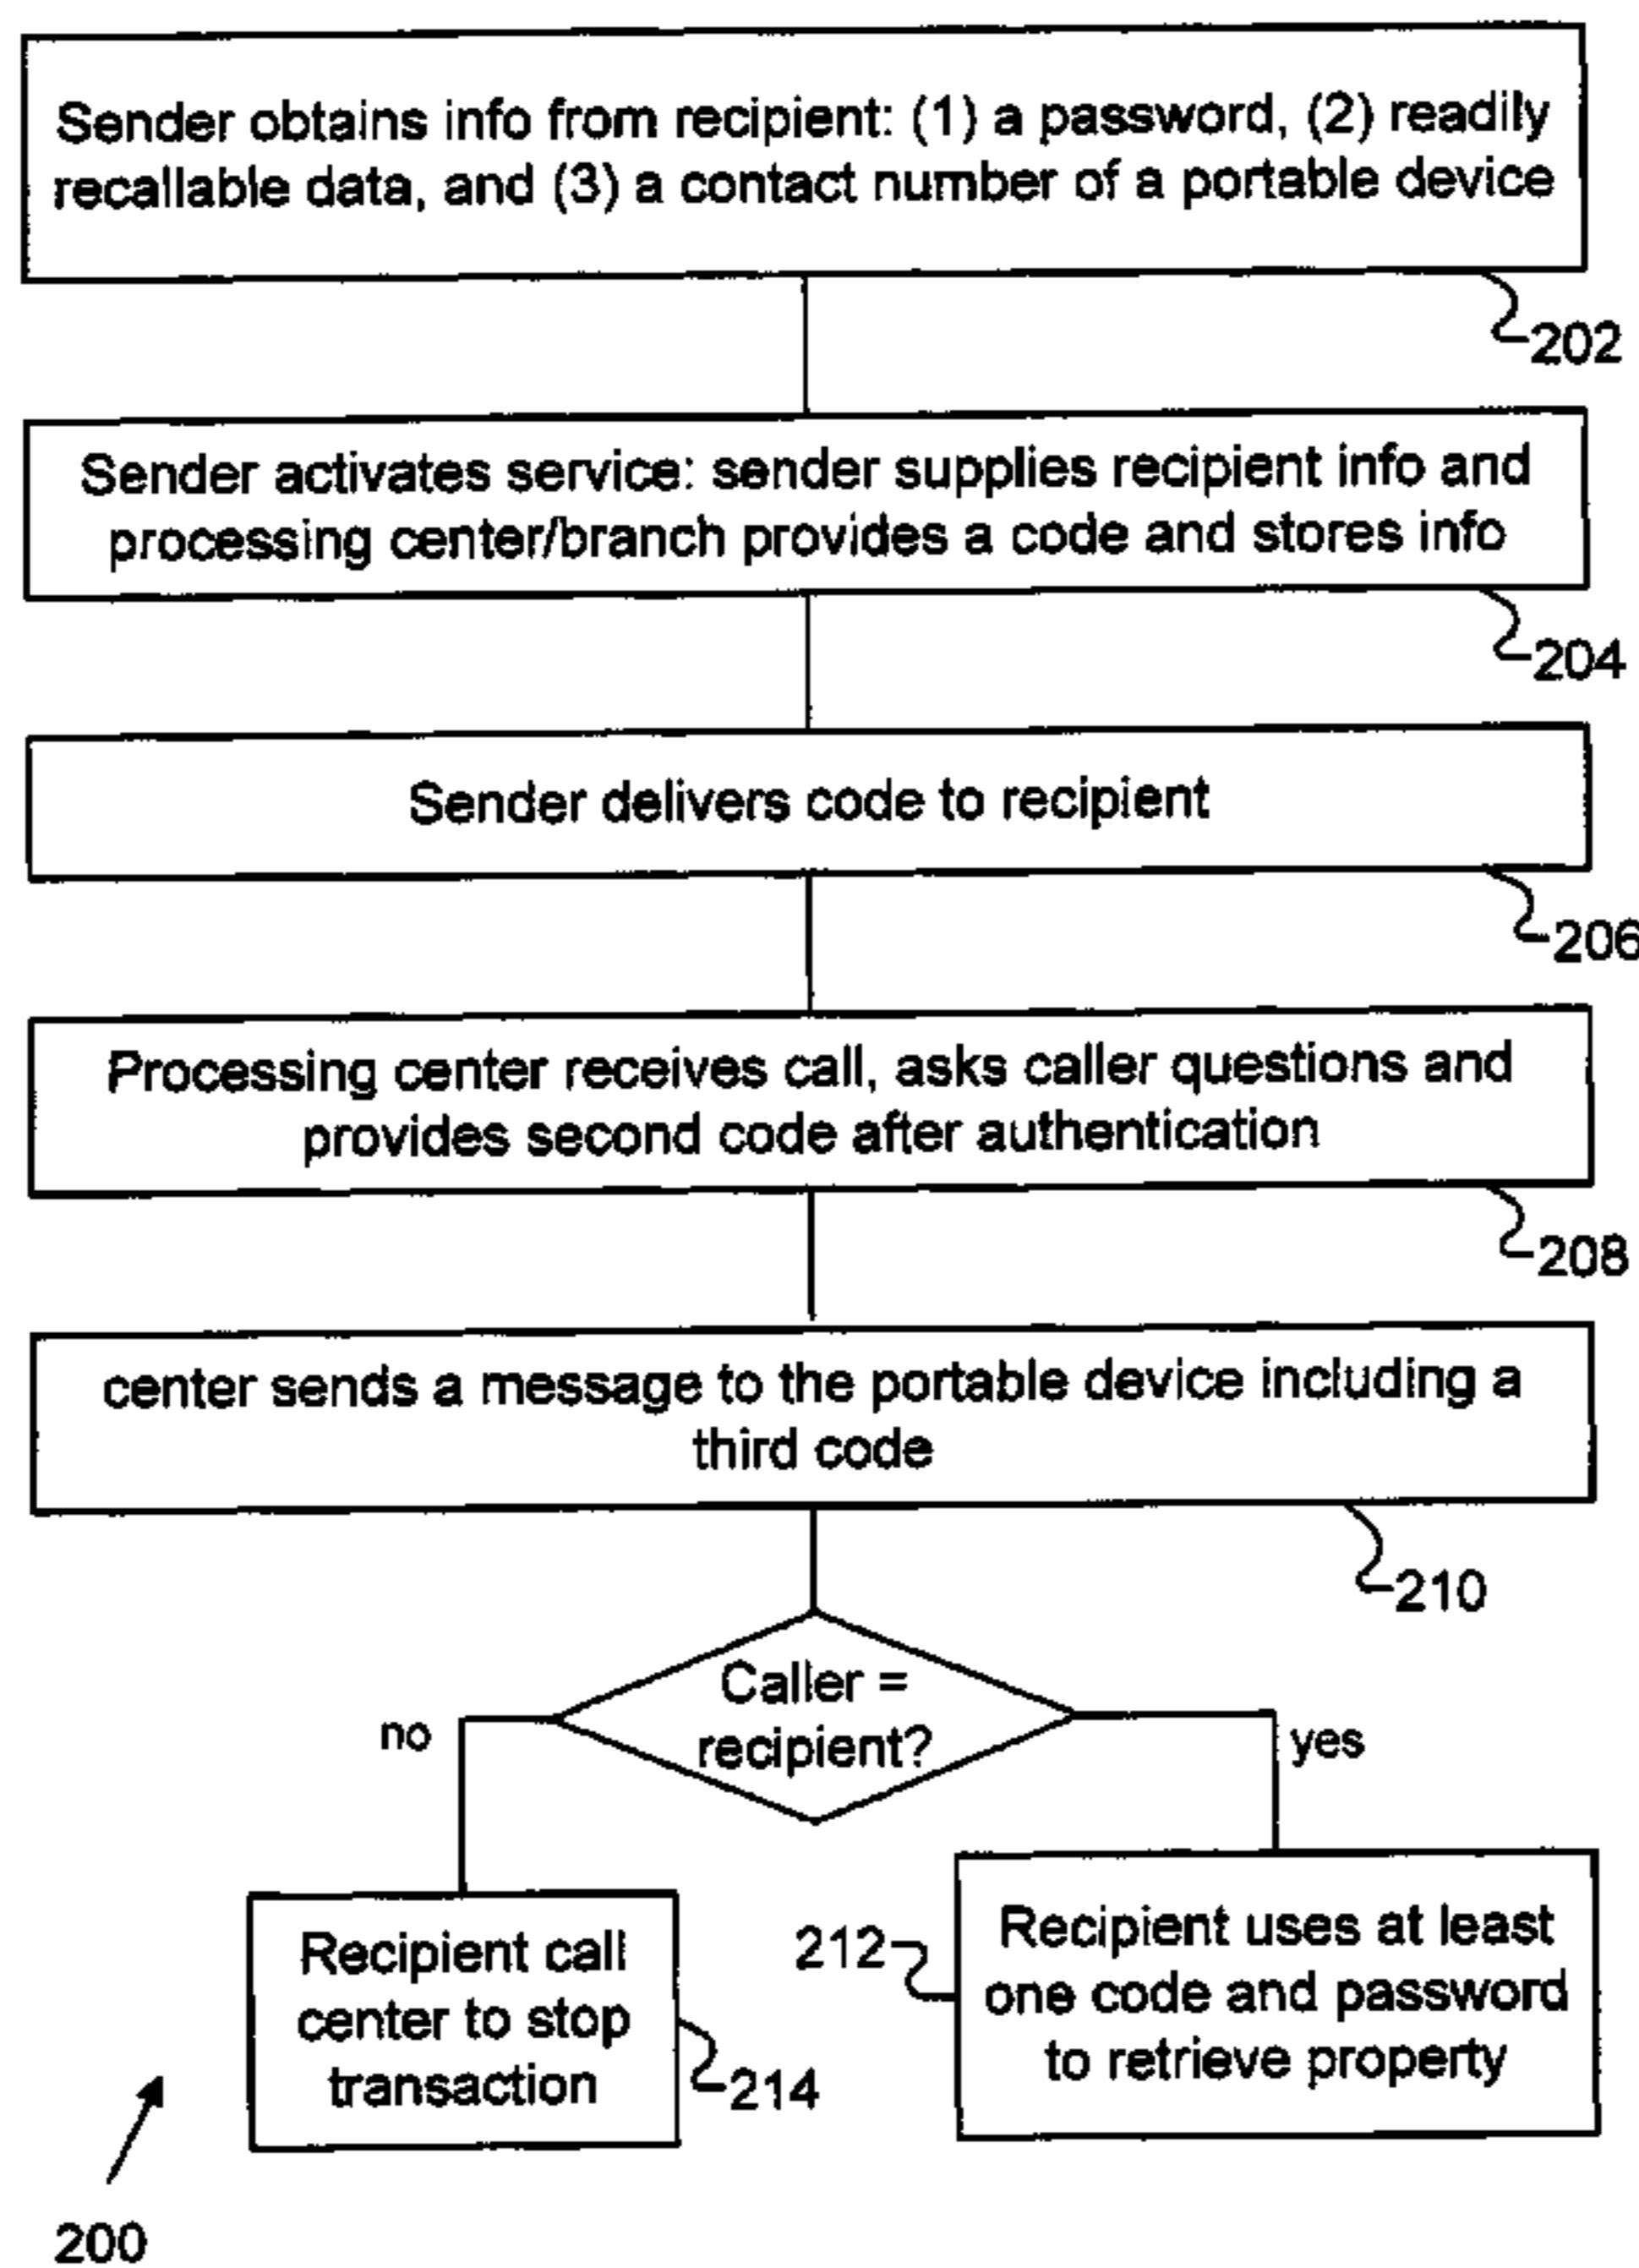 Sender obtains info from recipient: (1) a password, (2) readily
recallable data, and (3) a contact number of a portable device
202
Sender activates service: sender supplies recipient info and
processing center/branch provides a code and stores info
204
Sender delivers code to recipient
206
Processing center receives call, asks caller questions and
provides second code after authentication
208
center sends a message to the portable device including a
third code
210
Caller =
recipient?
no
yes
Recipient call
center to stop
transaction
214
212
Recipient uses at least
one code and password
to retrieve property
200